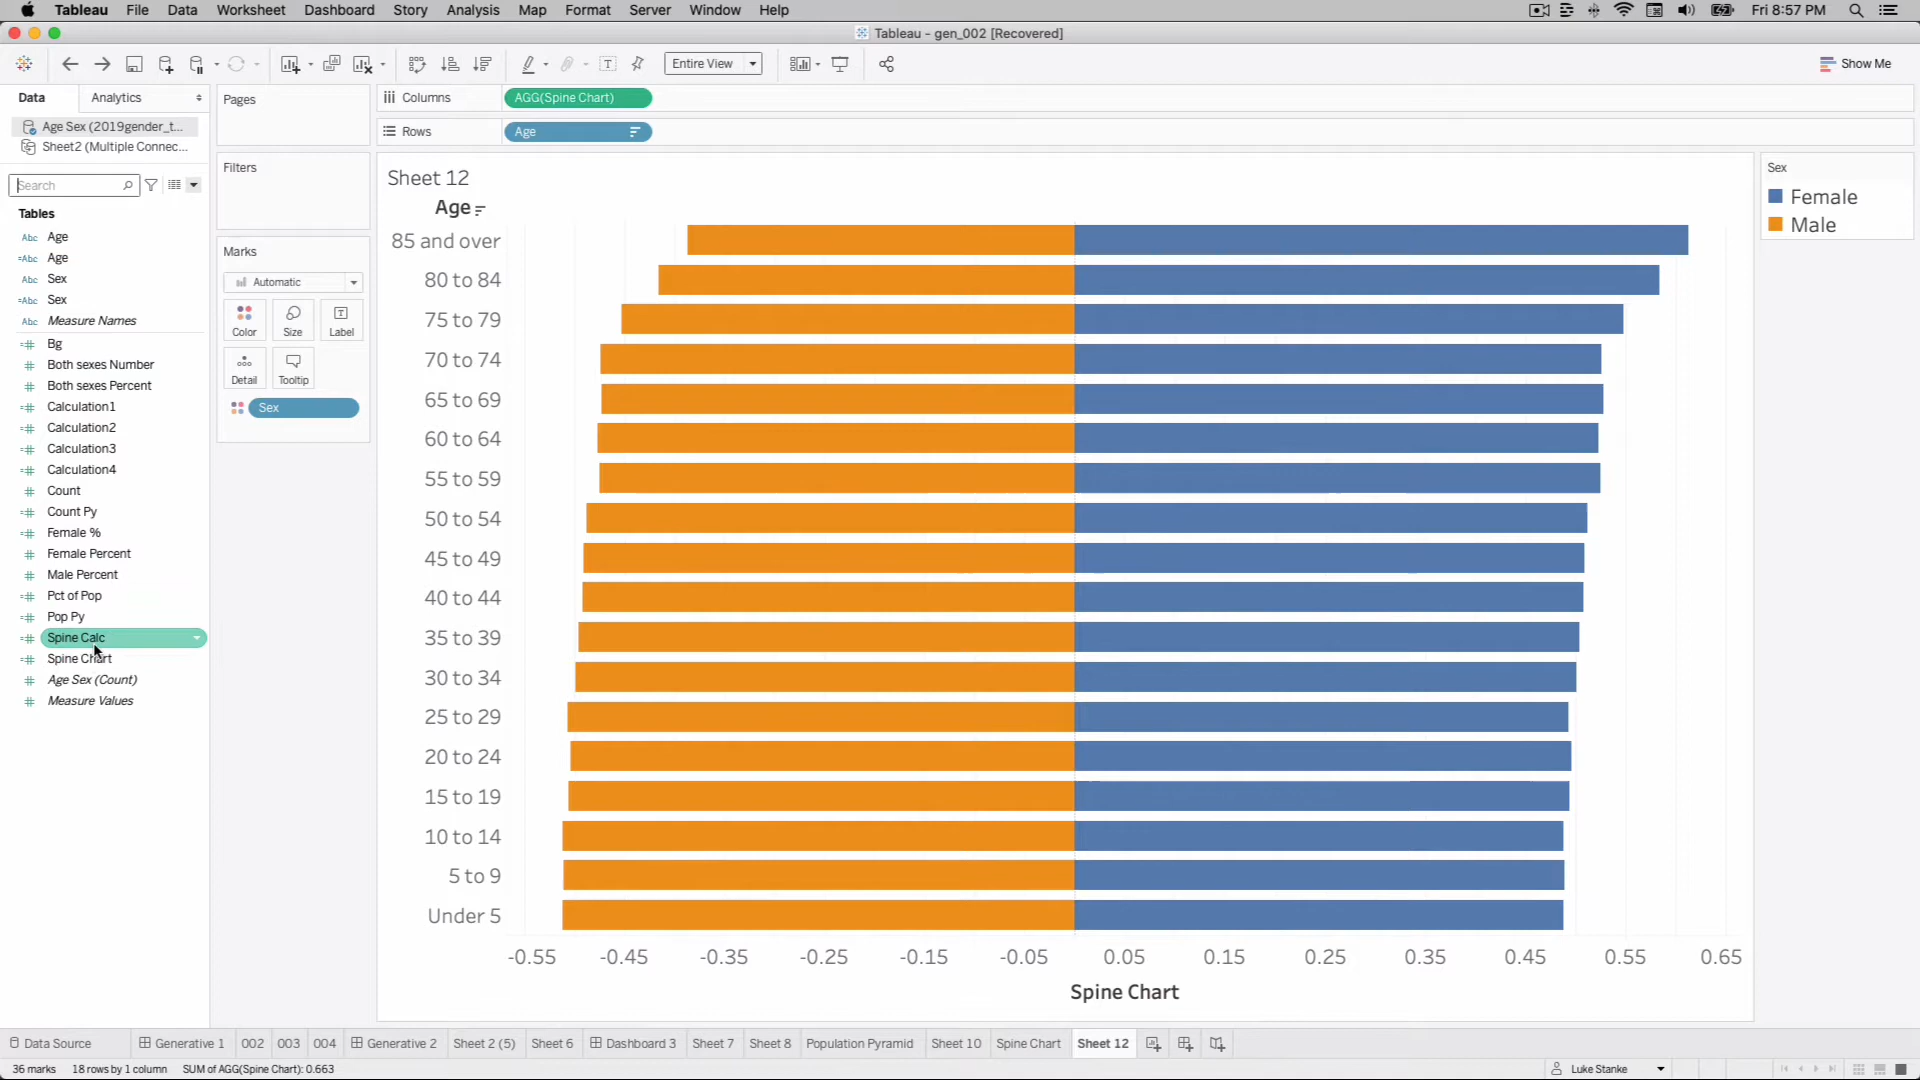 Tableau File Data Worksheet Dashboard Story Analysis Map Format Server Window Help Fri 8:57 PM
Tableau - gen_002 [Recovered]
Entire View Show Me
Data Analytics
Age Sex (2019gender_t...
Sheet2 (Multiple Connec...
Search
Tables
Abc Age
=Abc Age
Abc Sex
=Abc Sex
Abc Measure Names
=# Bg
=# Both sexes Number
=# Both sexes Percent
=# Calculation1
=# Calculation2
=# Calculation3
=# Calculation4
=# Count
=# Count Py
=# Female %
=# Female Percent
=# Male Percent
=# Pct of Pop
=# Pop Py
=# Spine Calc
=# Spine Chart
# Age Sex (Count)
# Measure Values
Pages
Filters
Marks
Automatic
Color Size Label
Detail Tooltip
Sex
Columns AGG(Spine Chart)
Rows Age
Sheet 12
Age
85 and over
80 to 84
75 to 79
70 to 74
65 to 69
60 to 64
55 to 59
50 to 54
45 to 49
40 to 44
35 to 39
30 to 34
25 to 29
20 to 24
15 to 19
10 to 14
5 to 9
Under 5
-0.55 -0.45 -0.35 -0.25 -0.15 -0.05 0.05 0.15 0.25 0.35 0.45 0.55 0.65
Spine Chart
Sex
Female
Male
Data Source Generative 1 002 003 004 Generative 2 Sheet 2 (5) Sheet 6 Dashboard 3 Sheet 7 Sheet 8 Population Pyramid Sheet 10 Spine Chart Sheet 12
36 marks 18 rows by 1 column SUM of AGG(Spine Chart): 0.663 Luke Stanke